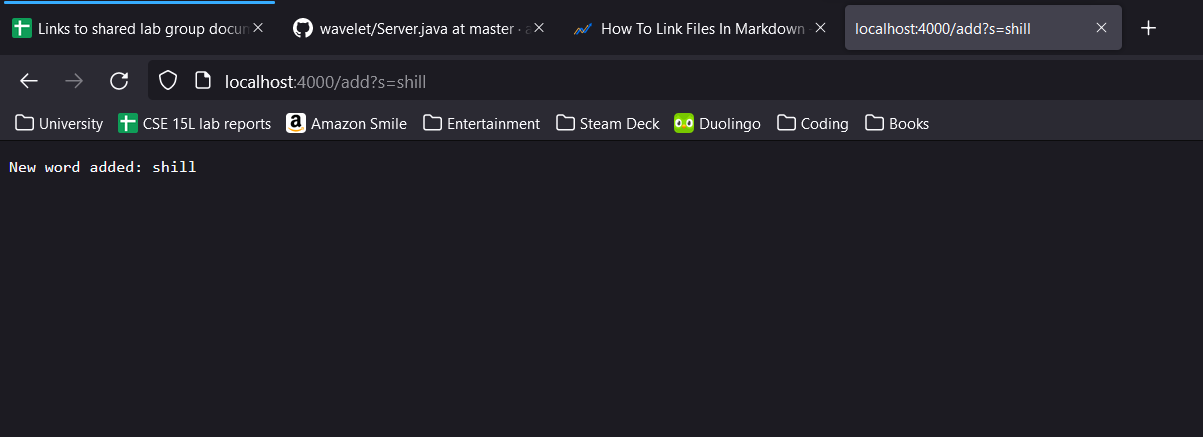 Links to shared lab group docun
wavelet/Server.java at master · a
How To Link Files In Markdown -
localhost:4000/add?s=shill
localhost:4000/add?s=shill
University CSE 15L lab reports Amazon Smile Entertainment Steam Deck Duolingo Coding Books
New word added: shill